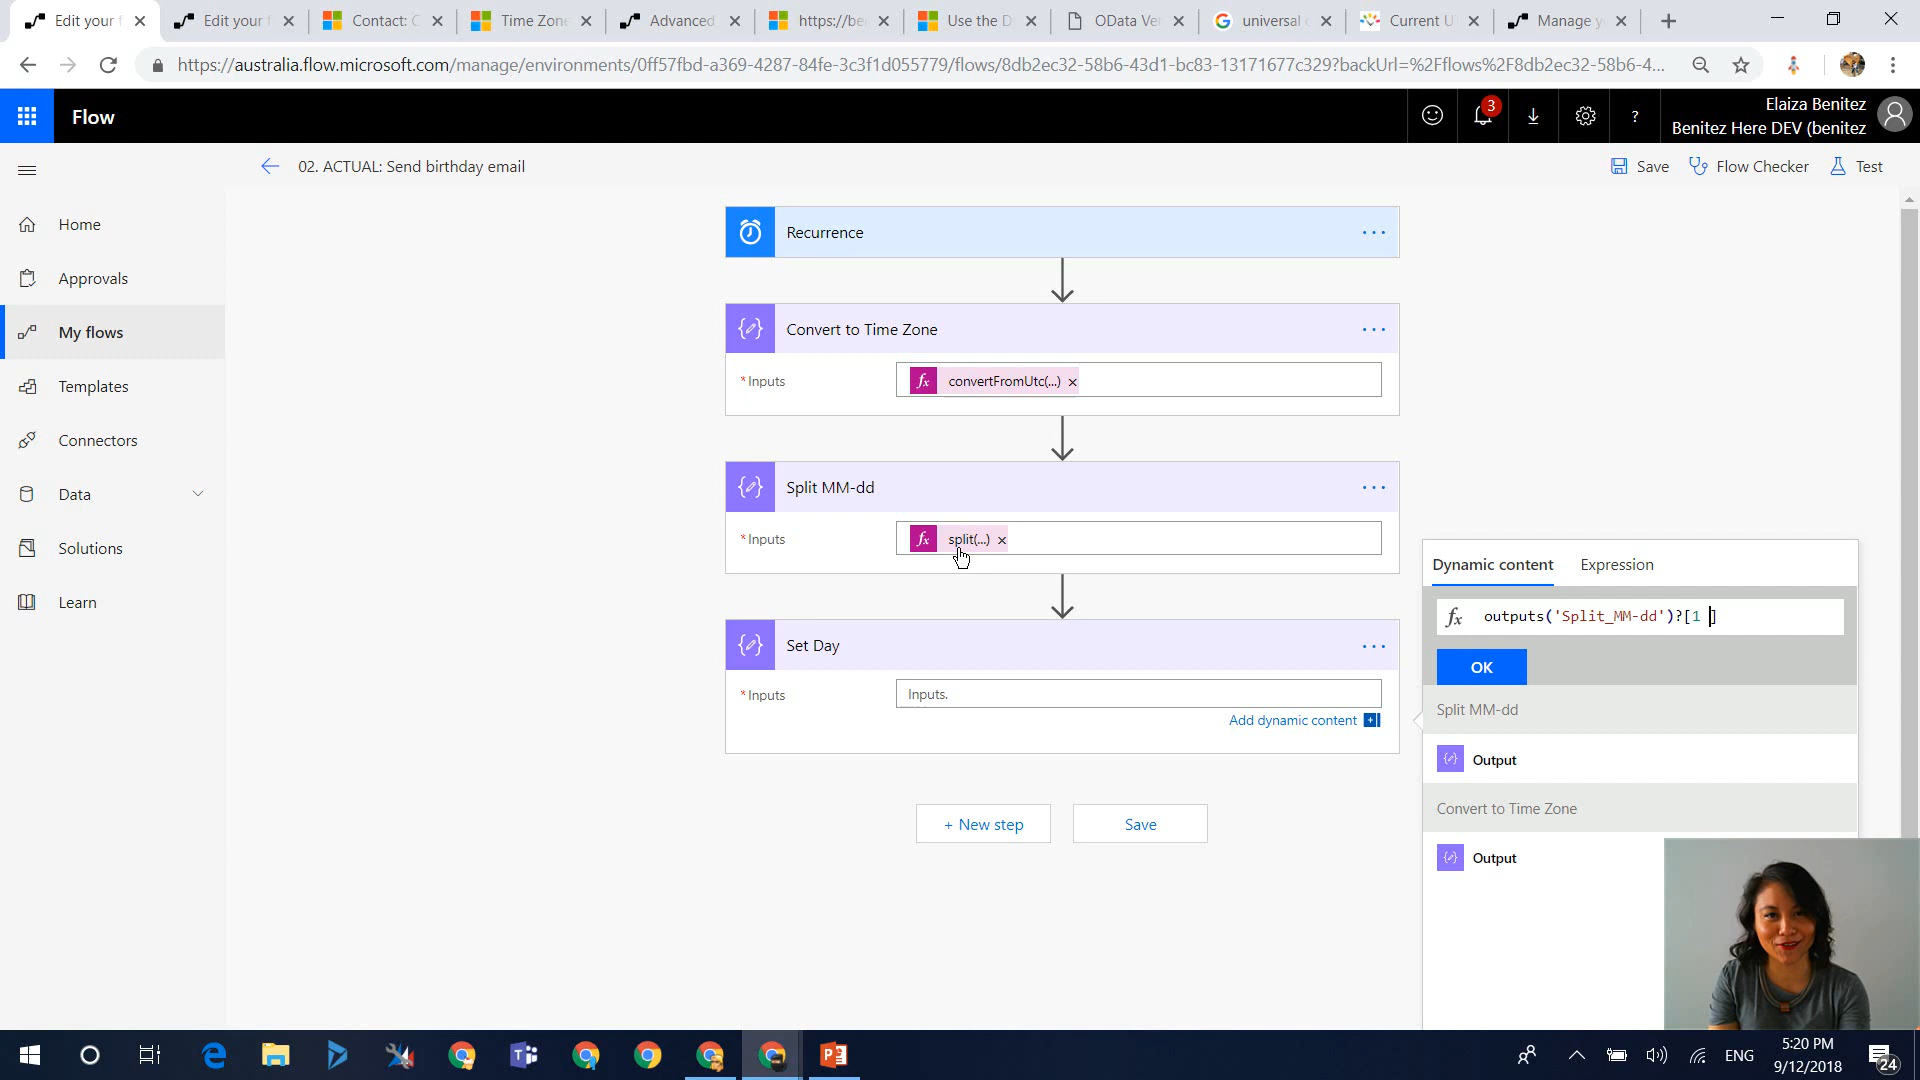 Edit your f
Edit your f
Contact: C
Time Zone
Advanced
https://be
Use the D
OData Ver
universal c
Current U
Manage y
https://australia.flow.microsoft.com/manage/environments/0ff57fbd-a369-4287-84fe-3c3f1d055779/flows/8db2ec32-58b6-43d1-bc83-13171677c329?backUrl=%2Fflows%2F8db2ec32-58b6-4...
Flow
3
?
Elaiza Benitez
Benitez Here DEV (benitez
02. ACTUAL: Send birthday email
Save
Flow Checker
Test
Home
Approvals
My flows
Templates
Connectors
Data
Solutions
Learn
Recurrence
Convert to Time Zone
* Inputs
fx convertFromUtc(...) ×
Split MM-dd
* Inputs
fx split(...) ×
Set Day
* Inputs
Inputs.
Add dynamic content
+ New step
Save
Dynamic content
Expression
fx outputs('Split_MM-dd')?[1 ]
OK
Split MM-dd
Output
Convert to Time Zone
Output
ENG
5:20 PM
9/12/2018
24